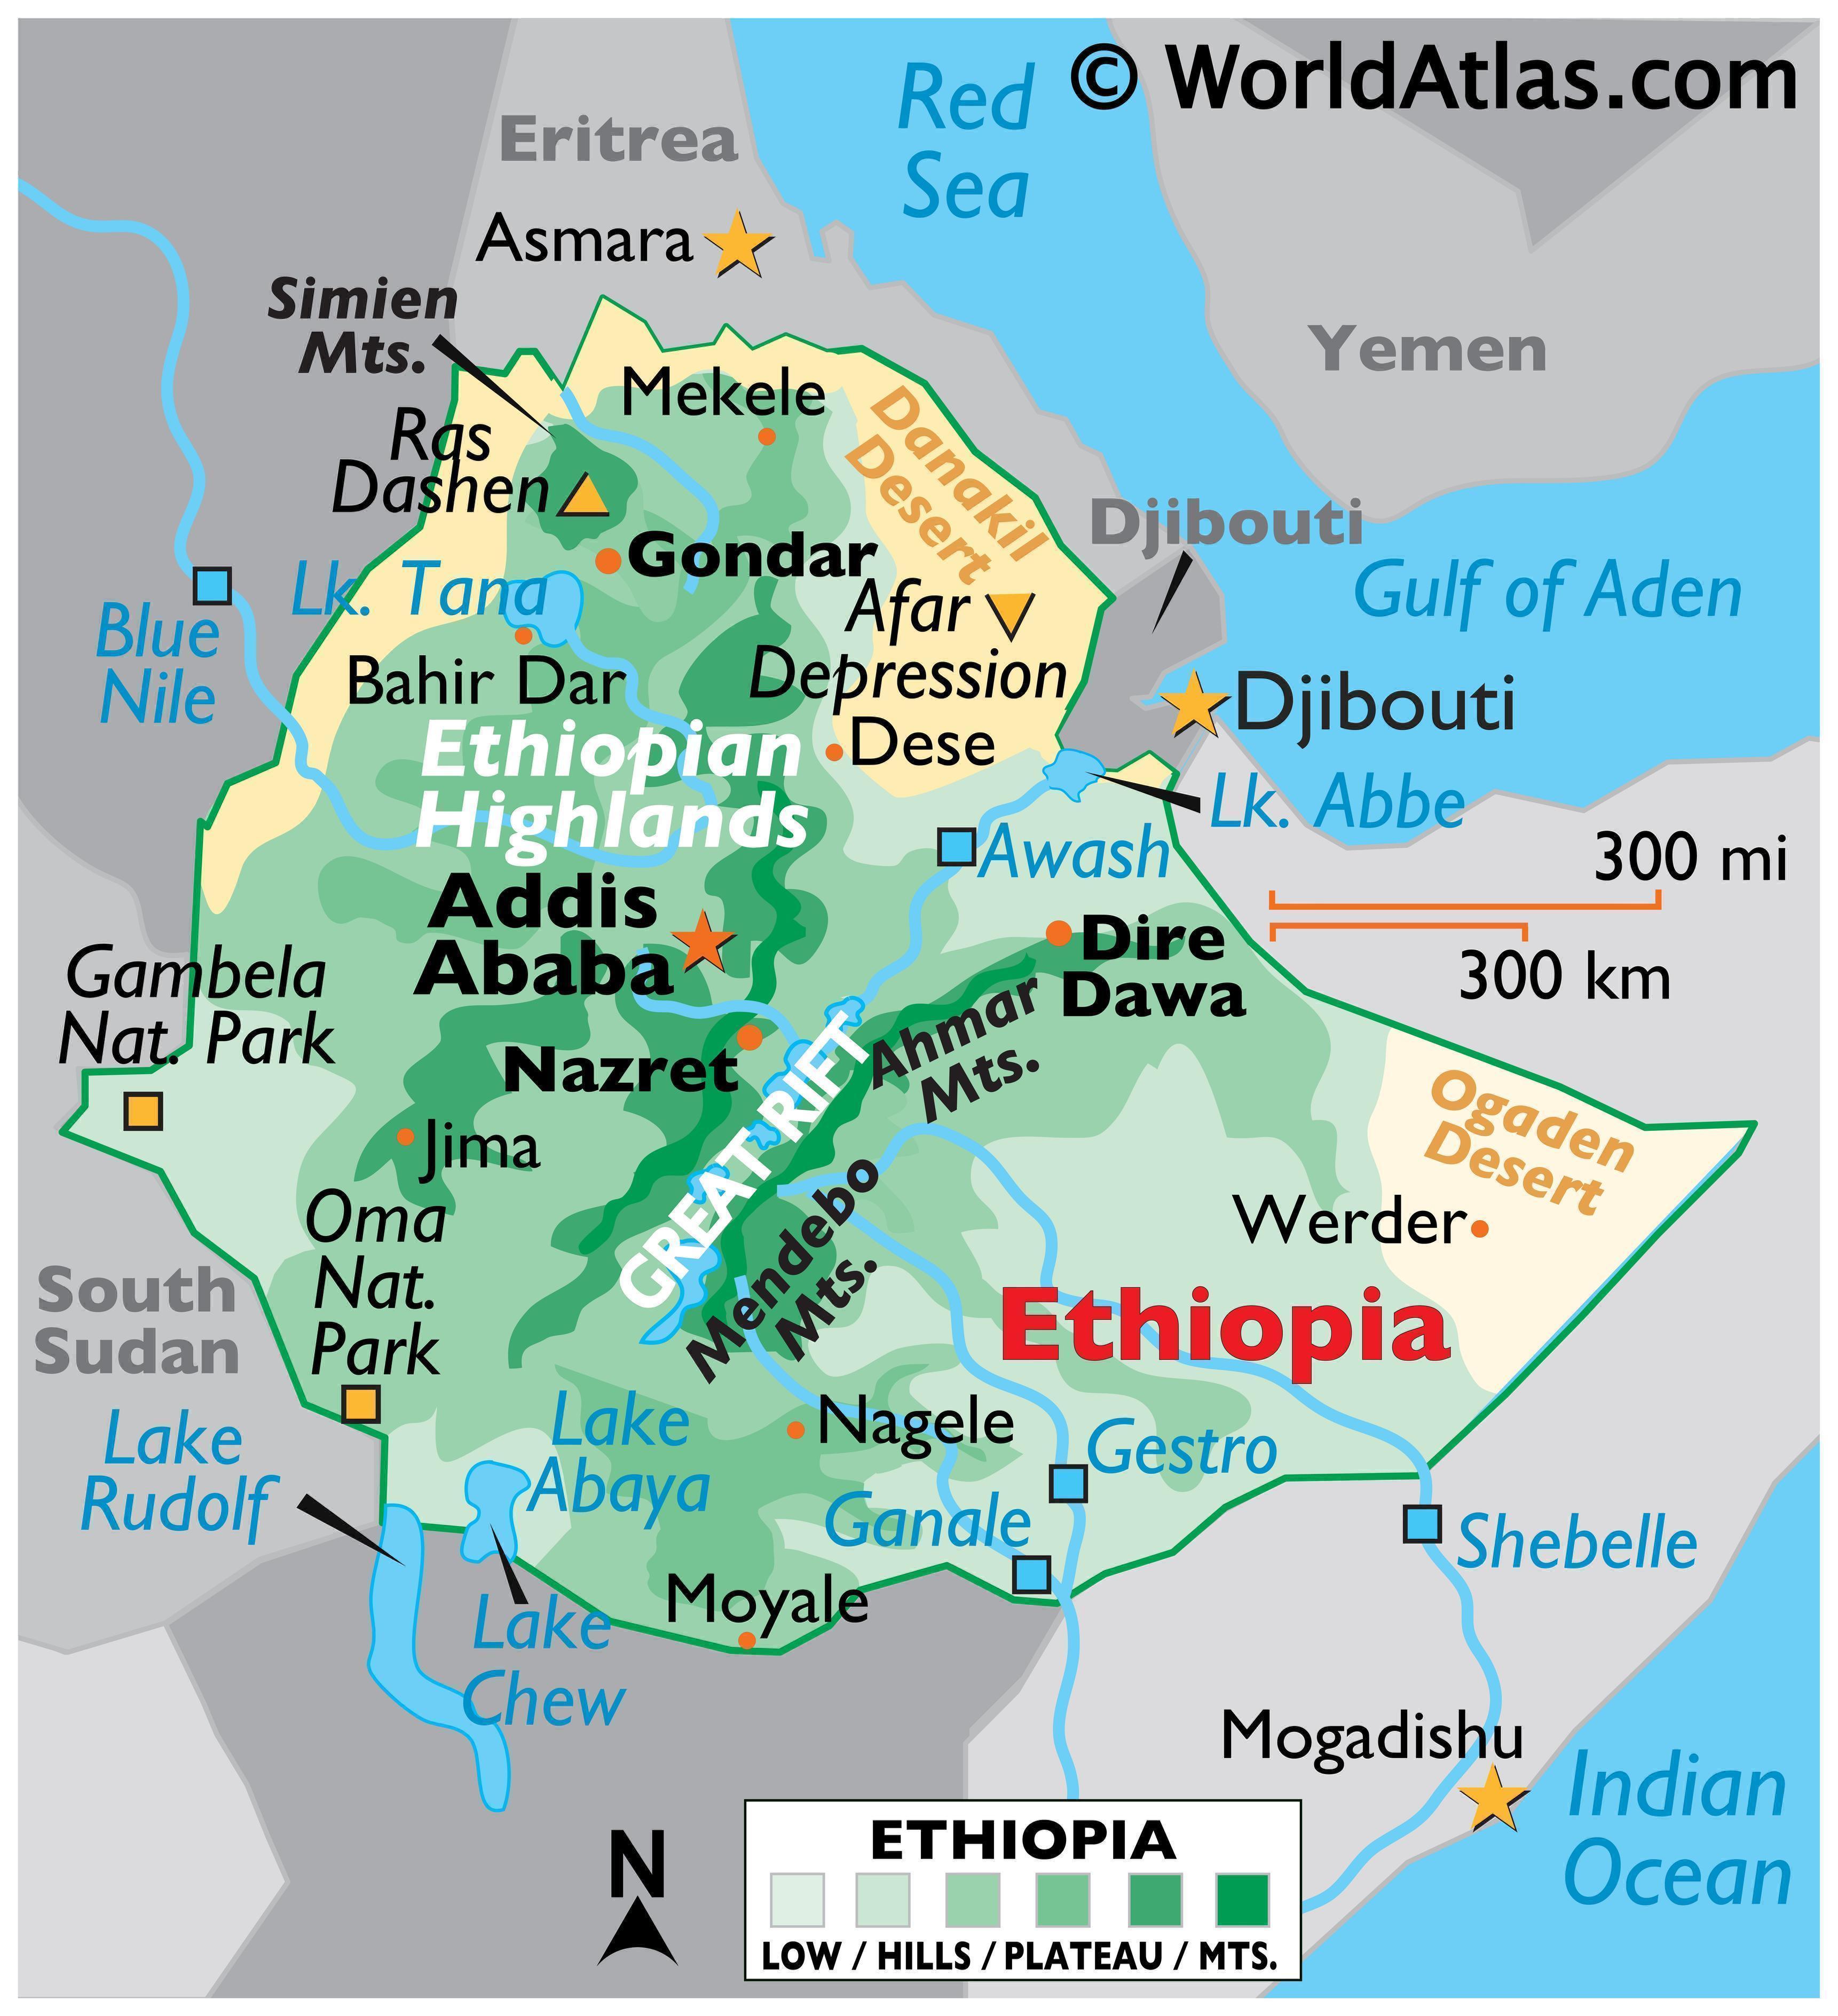 © WorldAtlas.com
Red
Sea
Eritrea
Asmara
Simien
Mts.
Yemen
Mekele
Ras
Dashen
Danakil
Desert
Djibouti
Gondar
Gulf of Aden
Lk. Tana
Afar
Depression
Blue
Nile
Bahir Dar
Djibouti
Ethiopian
Highlands
Dese
Lk. Abbe
Awash
300 mi
300 km
Addis
Ababa
Dire
Dawa
Gambela
Nat. Park
Ahmar
Mts.
Nazret
GREAT RIFT
Jima
Ogaden
Desert
Oma
Nat.
Park
Mendebo
Mts.
Werder
South
Sudan
Ethiopia
Lake
Rudolf
Lake
Abaya
Nagele
Gestro
Ganale
Shebelle
Moyale
Lake
Chew
Mogadishu
Indian
Ocean
N
ETHIOPIA
LOW / HILLS / PLATEAU / MTS.